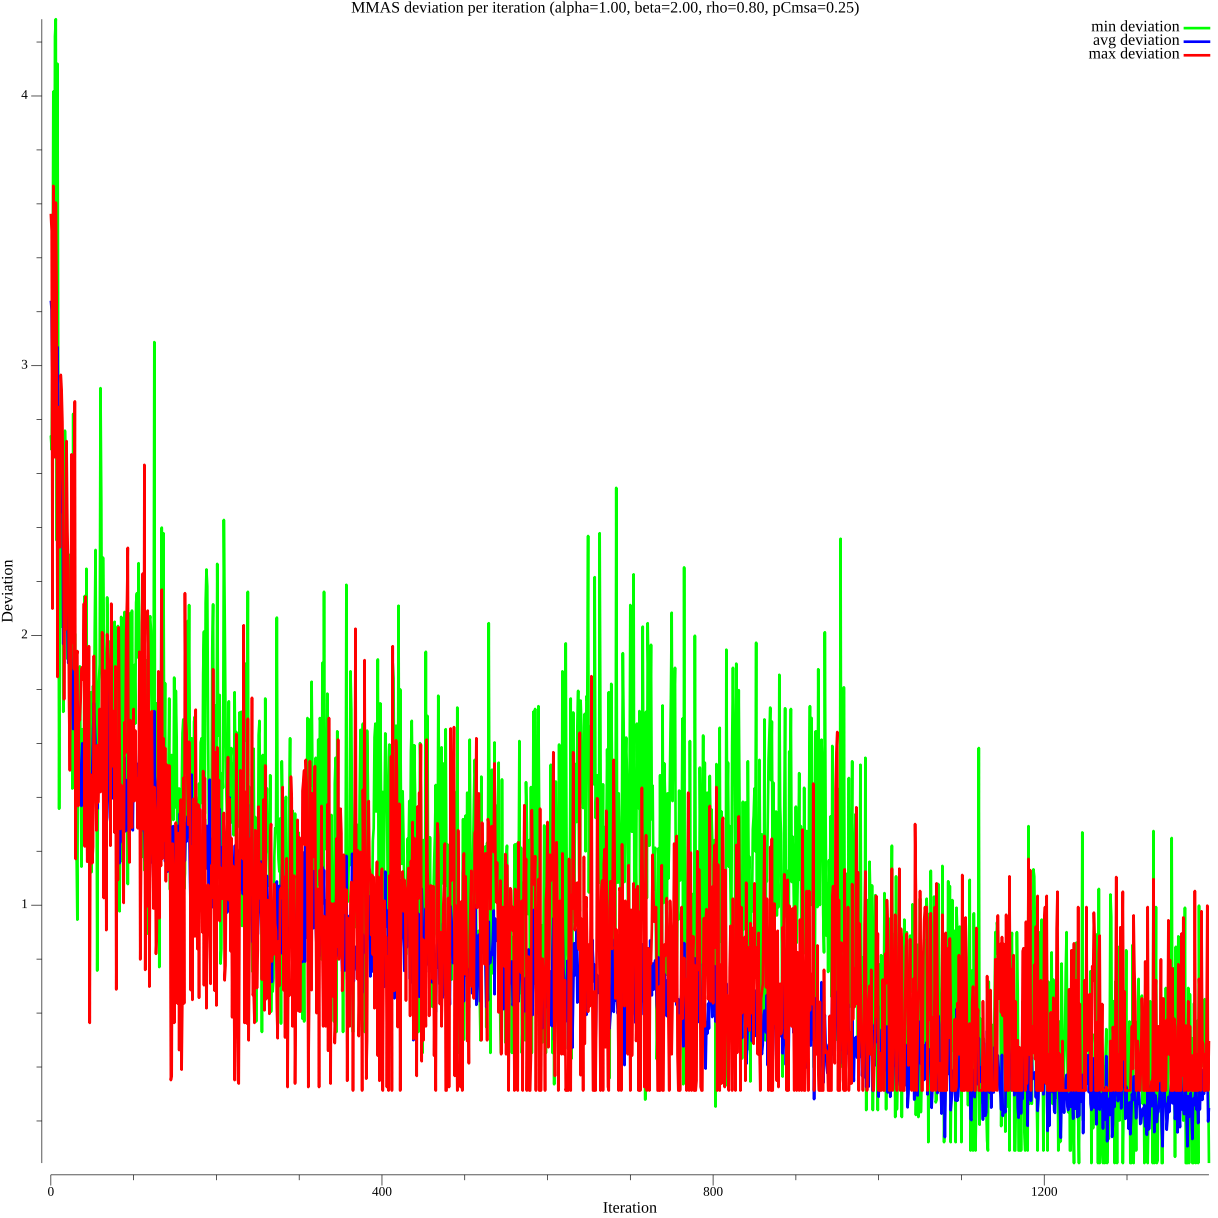 MMAS deviation per iteration (alpha=1.00, beta=2.00, rho=0.80, pCmsa=0.25)
min deviation
avg deviation
max deviation
4
3
2
1
Deviation
0 400 800 1200
Iteration